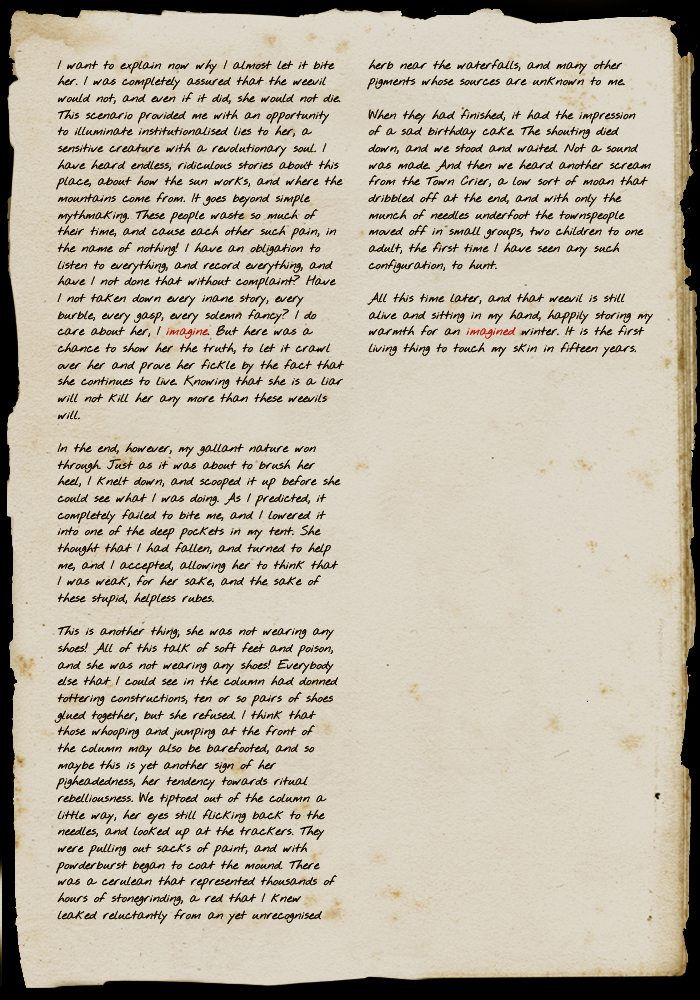 I want to explain now why I almost let it bite
her. I was completely assured that the weevil
would not, and even if it did, she would not die.
This scenario provided me with an opportunity
to illuminate institutionalised lies to her, a
sensitive creature with a revolutionary soul. I
have heard endless, ridiculous stories about this
place, about how the sun works, and where the
mountains come from. It goes beyond simple
mythmaking. These people waste so much of
their time, and cause each other such pain, in
the name of nothing! I have an obligation to
listen to everything, and record everything, and
have I not done that without complaint? Have
I not taken down every inane story, every
burble, every gasp, every solemn fancy? I do
care about her, I imagine. But here was a
chance to show her the truth, to let it crawl
over her and prove her fickle by the fact that
she continues to live. Knowing that she is a liar
will not kill her any more than these weevils
will.

In the end, however, my gallant nature won
through. Just as it was about to brush her
heel, I knelt down, and scooped it up before she
could see what I was doing. As I predicted, it
completely failed to bite me, and I lowered it
into one of the deep pockets in my tent. She
thought that I had fallen, and turned to help
me, and I accepted, allowing her to think that
I was weak, for her sake, and the sake of
these stupid, helpless rubes.

This is another thing; she was not wearing any
shoes! All of this talk of soft feet and poison,
and she was not wearing any shoes! Everybody
else that I could see in the column had donned
tottering constructions, ten or so pairs of shoes
glued together, but she refused. I think that
those whooping and jumping at the front of
the column may also be barefooted, and so
maybe this is yet another sign of her
pigheadedness, her tendency towards ritual
rebelliousness. We tiptoed out of the column a
little way, her eyes still flicking back to the
needles, and looked up at the trackers. They
were pulling out sacks of paint, and with
powderburst began to coat the mound. There
was a cerulean that represented thousands of
hours of stonegrinding, a red that I knew
leaked reluctantly from an yet unrecognised
herb near the waterfalls, and many other
pigments whose sources are unknown to me.

When they had finished, it had the impression
of a sad birthday cake. The shouting died
down, and we stood and waited. Not a sound
was made. And then we heard another scream
from the Town Crier, a low sort of moan that
dribbled off at the end, and with only the
munch of needles underfoot the townspeople
moved off in small groups, two children to one
adult, the first time I have seen any such
configuration, to hunt.

All this time later, and that weevil is still
alive and sitting in my hand, happily storing my
warmth for an imagined winter. It is the first
living thing to touch my skin in fifteen years.